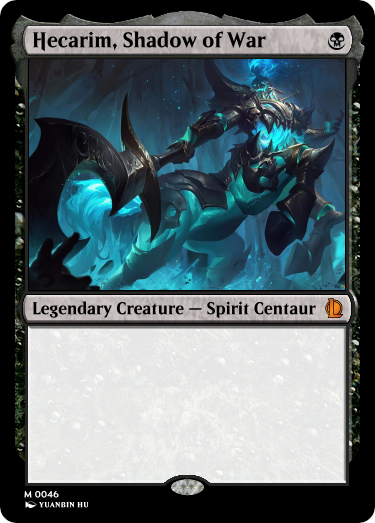 Hecarim, Shadow of War
Legendary Creature — Spirit Centaur
M 0046
YUANBIN HU